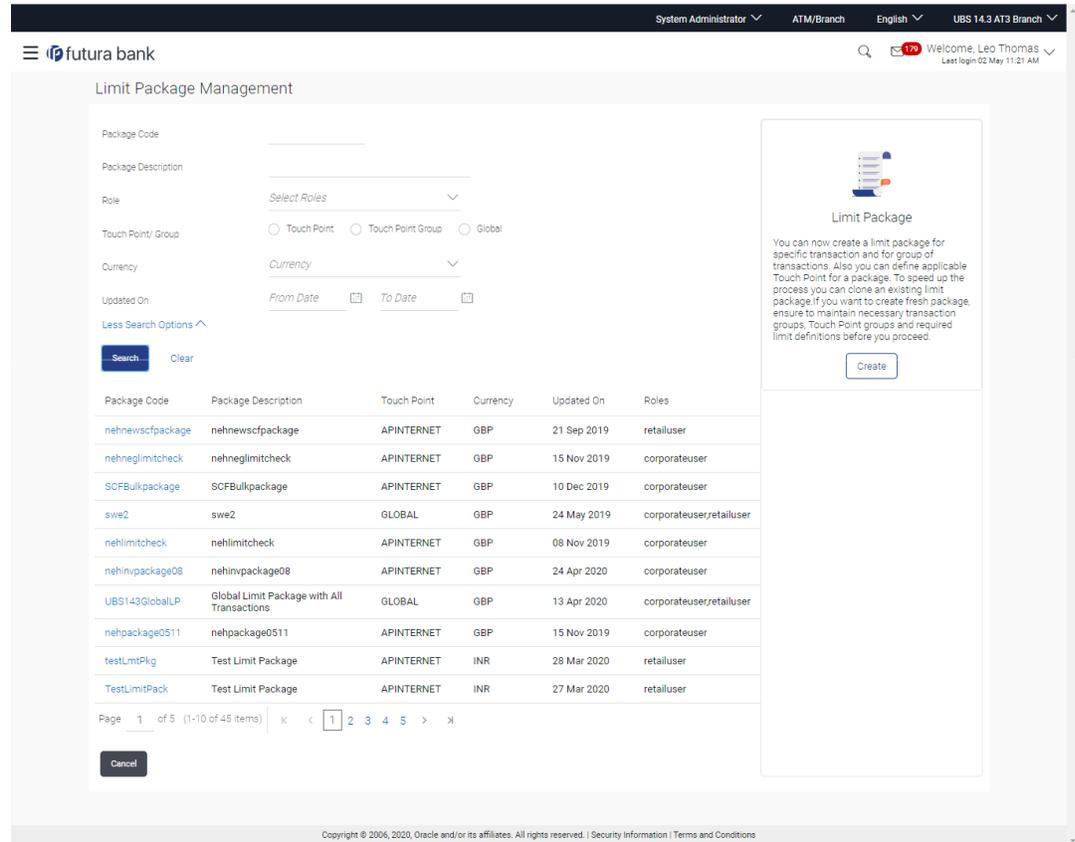 System Administrator ATM/Branch English UBS 14.3 AT3 Branch
futura bank 179 Welcome, Leo Thomas
Last login 02 May 11:21 AM
Limit Package Management
Package Code
Package Description
Role Select Roles
Touch Point/ Group Touch Point Touch Point Group Global
Currency Currency
Updated On From Date To Date
Less Search Options
Search Clear
Limit Package
You can now create a limit package for
specific transaction and for group of
transactions. Also you can define applicable
Touch Point for a package. To speed up the
process you can clone an existing limit
package.If you want to create fresh package,
ensure to maintain necessary transaction
groups, Touch Point groups and required
limit definitions before you proceed.
Create
Package Code Package Description Touch Point Currency Updated On Roles
nehnewscfpackage nehnewscfpackage APINTERNET GBP 21 Sep 2019 retailuser
nehneglimitcheck nehneglimitcheck APINTERNET GBP 15 Nov 2019 corporateuser
SCFBulkpackage SCFBulkpackage APINTERNET GBP 10 Dec 2019 corporateuser
swe2 swe2 GLOBAL GBP 24 May 2019 corporateuser,retailuser
nehlimitcheck nehlimitcheck APINTERNET GBP 08 Nov 2019 corporateuser
nehinvpackage08 nehinvpackage08 APINTERNET GBP 24 Apr 2020 corporateuser
UBS143GlobalLP Global Limit Package with All Transactions GLOBAL GBP 13 Apr 2020 corporateuser,retailuser
nehpackage0511 nehpackage0511 APINTERNET GBP 15 Nov 2019 corporateuser
testLmtPkg Test Limit Package APINTERNET INR 28 Mar 2020 retailuser
TestLimitPack Test Limit Package APINTERNET INR 27 Mar 2020 retailuser
Page 1 of 5 (1-10 of 45 items) 1 2 3 4 5
Cancel
Copyright © 2006, 2020, Oracle and/or its affiliates. All rights reserved. | Security Information | Terms and Conditions